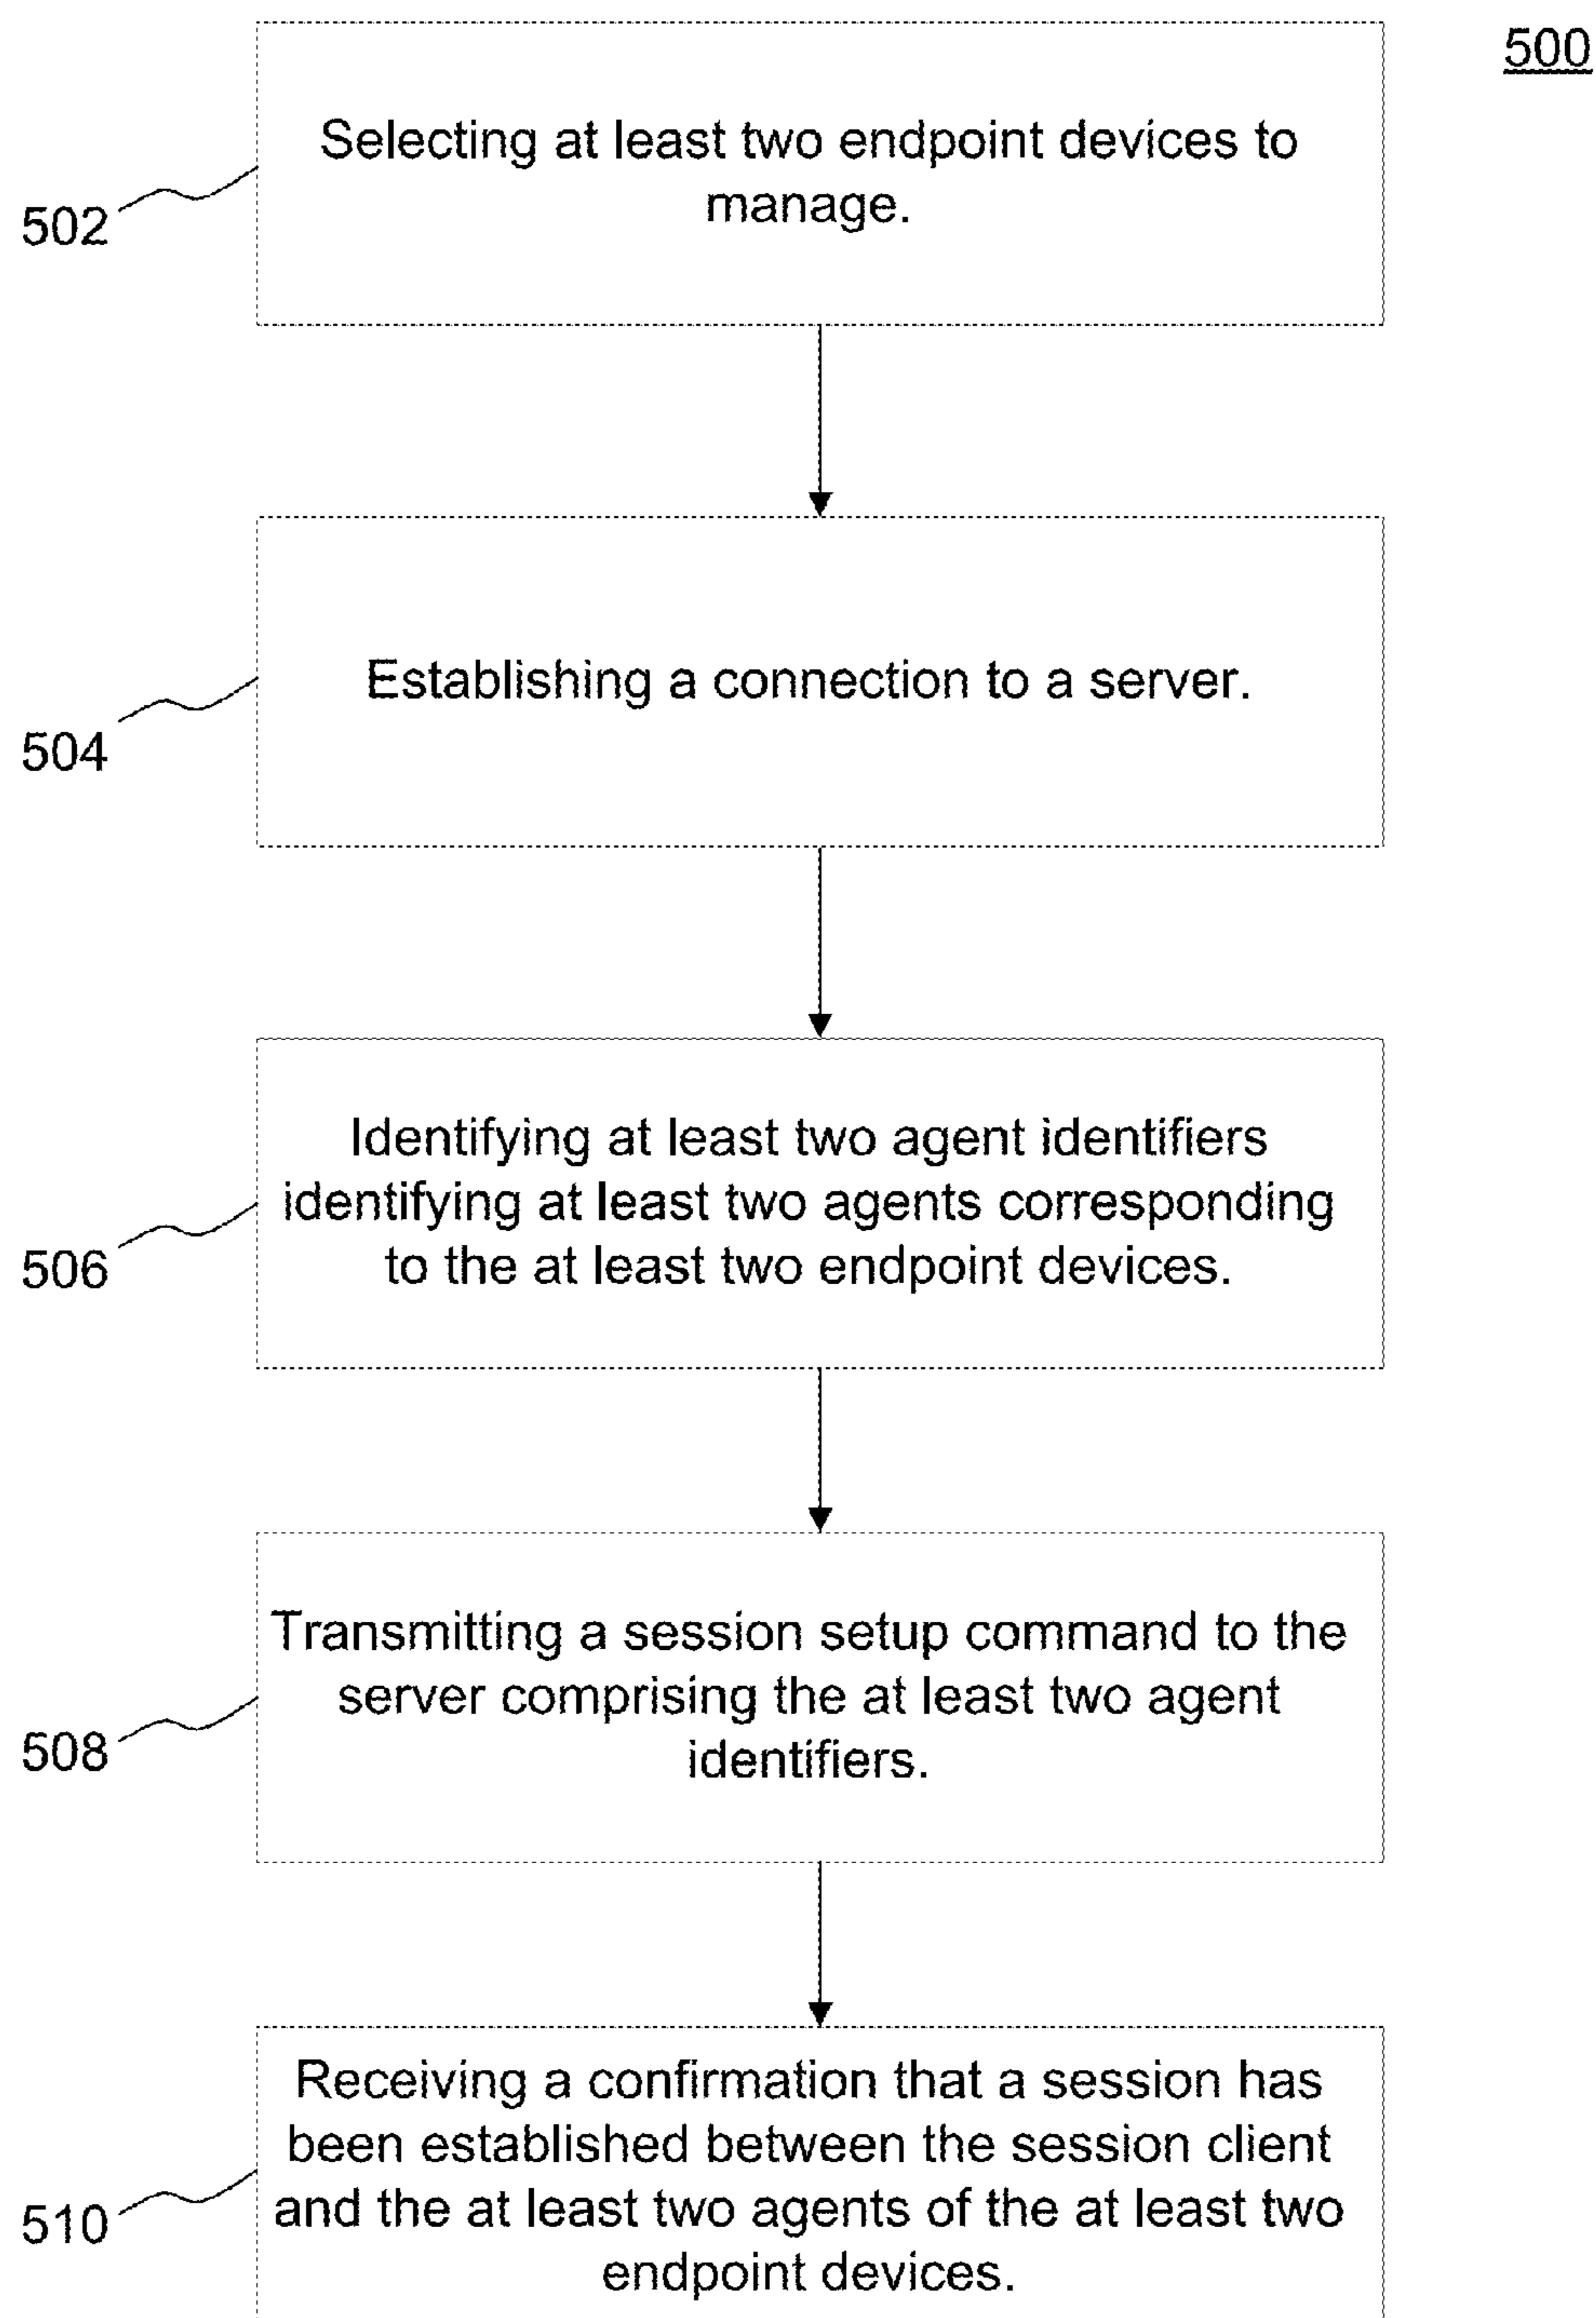 500
Selecting at least two endpoint devices to
manage.
502
Establishing a connection to a server.
504
Identifying at least two agent identifiers
identifying at least two agents corresponding
to the at least two endpoint devices.
506
Transmitting a session setup command to the
server comprising the at least two agent
identifiers.
508
Receiving a confirmation that a session has
been established between the session client
and the at least two agents of the at least two
endpoint devices.
510